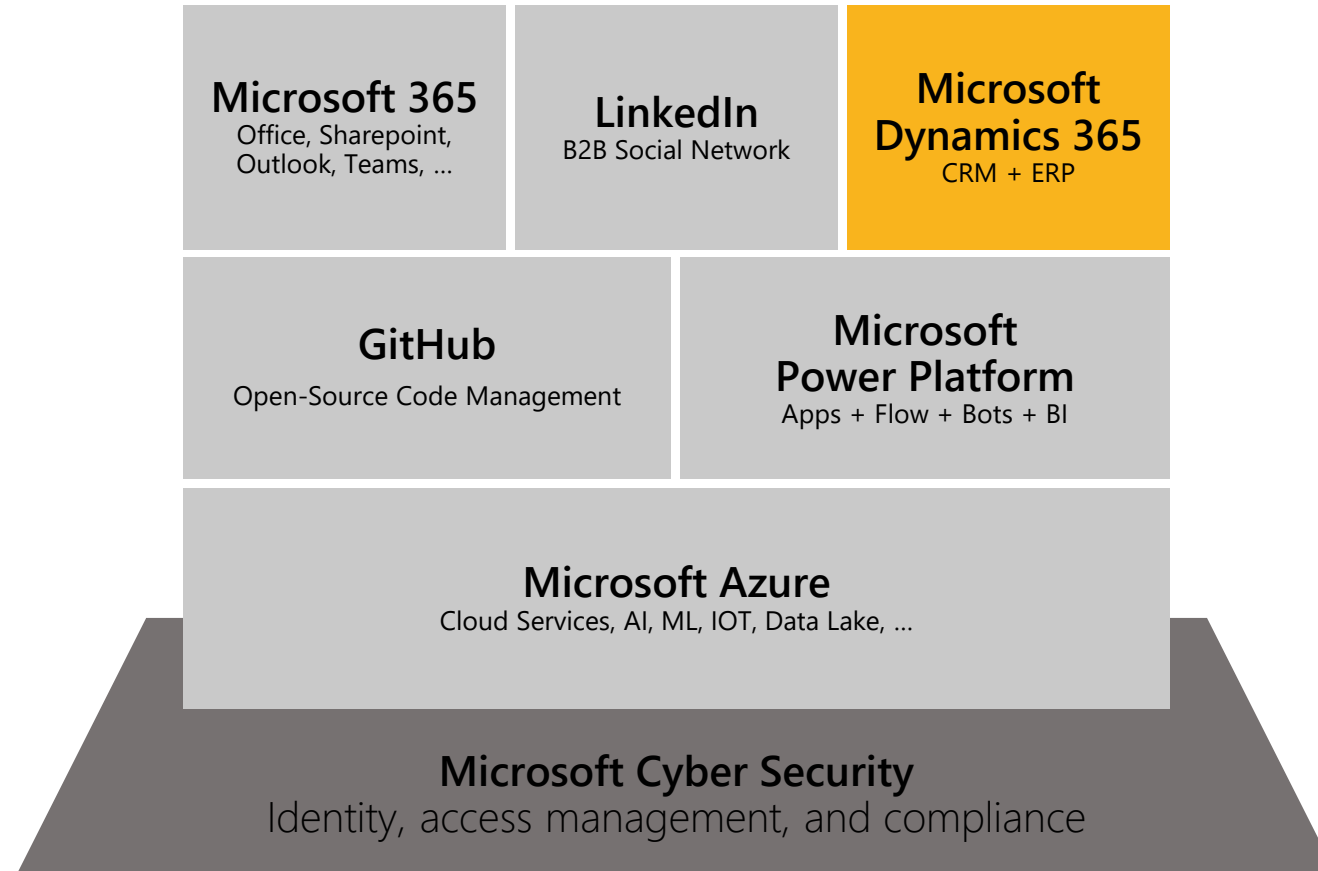 Microsoft 365
Office, Sharepoint,
Outlook, Teams, ...
LinkedIn
B2B Social Network
Microsoft
Dynamics 365
CRM + ERP
GitHub
Open-Source Code Management
Microsoft
Power Platform
Apps + Flow + Bots + BI
Microsoft Azure
Cloud Services, AI, ML, IOT, Data Lake, ...
Microsoft Cyber Security
Identity, access management, and compliance